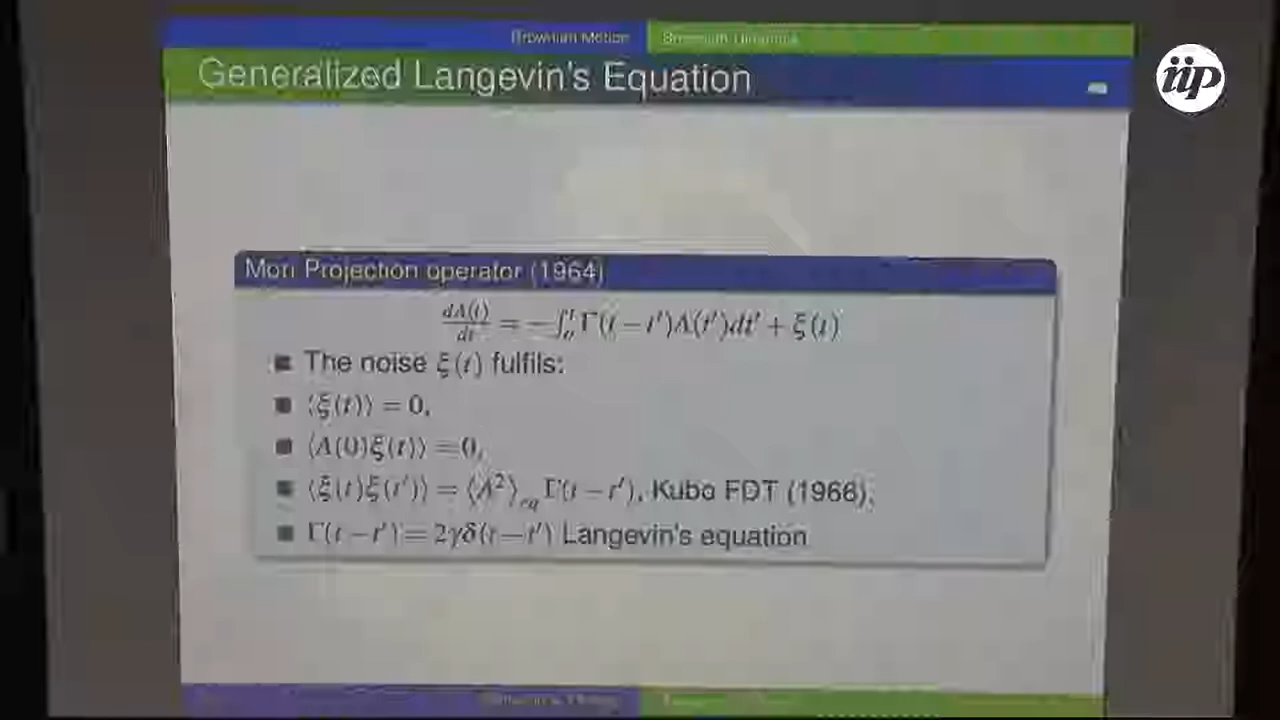 Brownian Motion
Generalized Langevin's Equation
iip
Mori Projection operator (1964)
dA(t)/dt = −∫₀ᵗ Γ(t − t′)A(t′)dt′ + ξ(t)
The noise ξ(t) fulfils:
⟨ξ(t)⟩ = 0,
⟨A(0)ξ(t)⟩ = 0,
⟨ξ(t)ξ(t′)⟩ = ⟨A²⟩_eq Γ(t − t′), Kubo FDT (1966),
Γ(t − t′) = 2γδ(t − t′) Langevin's equation